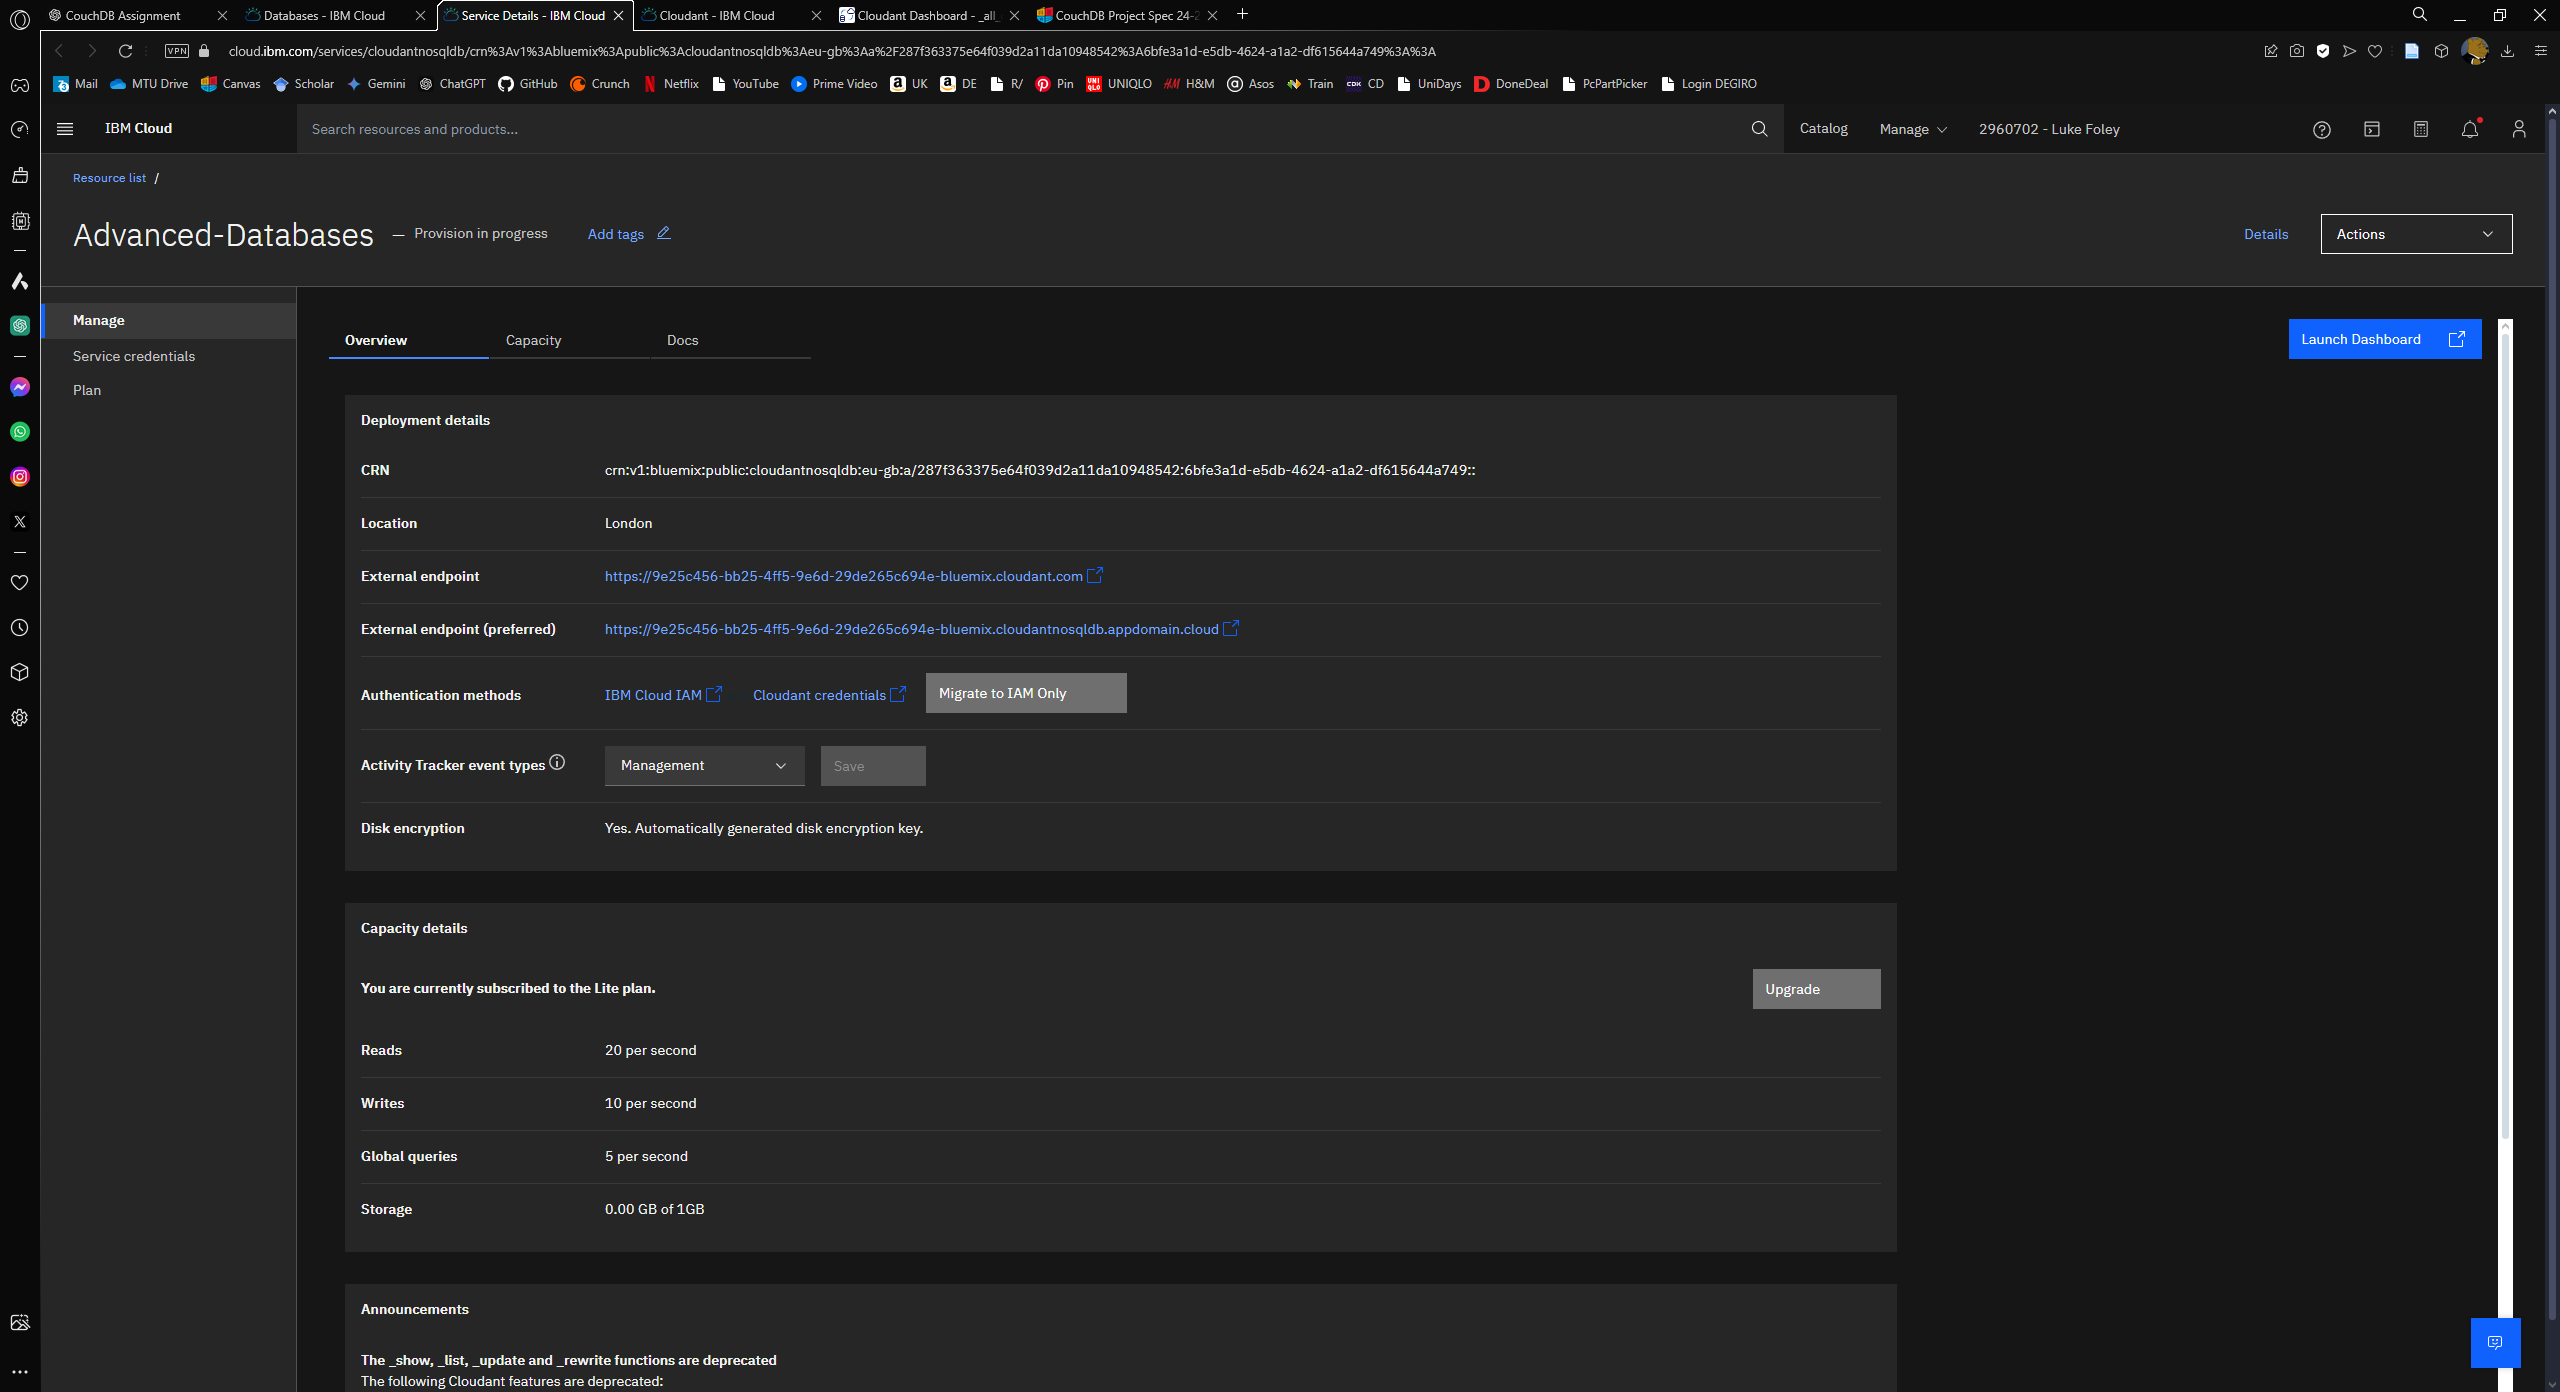 CouchDB Assignment
Databases - IBM Cloud
Service Details - IBM Cloud
Cloudant - IBM Cloud
Cloudant Dashboard - _all_
CouchDB Project Spec 24-2
VPN
cloud.ibm.com/services/cloudantnosqldb/crn%3Av1%3Abluemix%3Apublic%3Acloudantnosqldb%3Aeu-gb%3Aa%2F287f363375e64f039d2a11da10948542%3A6bfe3a1d-e5db-4624-a1a2-df615644a749%3A%3A
Mail
MTU Drive
Canvas
Scholar
Gemini
ChatGPT
GitHub
Crunch
Netflix
YouTube
Prime Video
UK
DE
R/
Pin
UNIQLO
H&M
Asos
Train
CD
UniDays
DoneDeal
PcPartPicker
Login DEGIRO
IBM Cloud
Search resources and products...
Catalog
Manage
2960702 - Luke Foley
Resource list /
Advanced-Databases
Provision in progress
Add tags
Details
Actions
Manage
Service credentials
Plan
Overview
Capacity
Docs
Launch Dashboard
Deployment details
CRN crn:v1:bluemix:public:cloudantnosqldb:eu-gb:a/287f363375e64f039d2a11da10948542:6bfe3a1d-e5db-4624-a1a2-df615644a749::
Location London
External endpoint https://9e25c456-bb25-4ff5-9e6d-29de265c694e-bluemix.cloudant.com
External endpoint (preferred) https://9e25c456-bb25-4ff5-9e6d-29de265c694e-bluemix.cloudantnosqldb.appdomain.cloud
Authentication methods IBM Cloud IAM Cloudant credentials Migrate to IAM Only
Activity Tracker event types Management Save
Disk encryption Yes. Automatically generated disk encryption key.
Capacity details
You are currently subscribed to the Lite plan.
Upgrade
Reads 20 per second
Writes 10 per second
Global queries 5 per second
Storage 0.00 GB of 1GB
Announcements
The _show, _list, _update and _rewrite functions are deprecated
The following Cloudant features are deprecated: